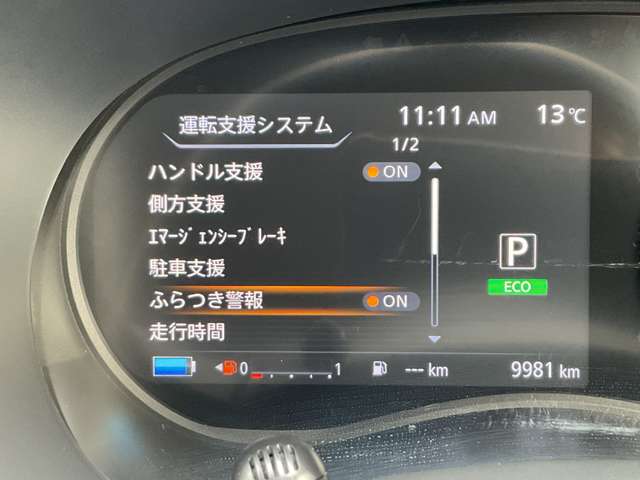 運転支援システム 11:11 AM 13℃
1/2
ハンドル支援 ON
側方支援
ｴﾏｰｼﾞｪﾝｼｰﾌﾞﾚｰｷ
駐車支援
ふらつき警報 ON
走行時間
P
ECO
0 1 --- km 9981 km